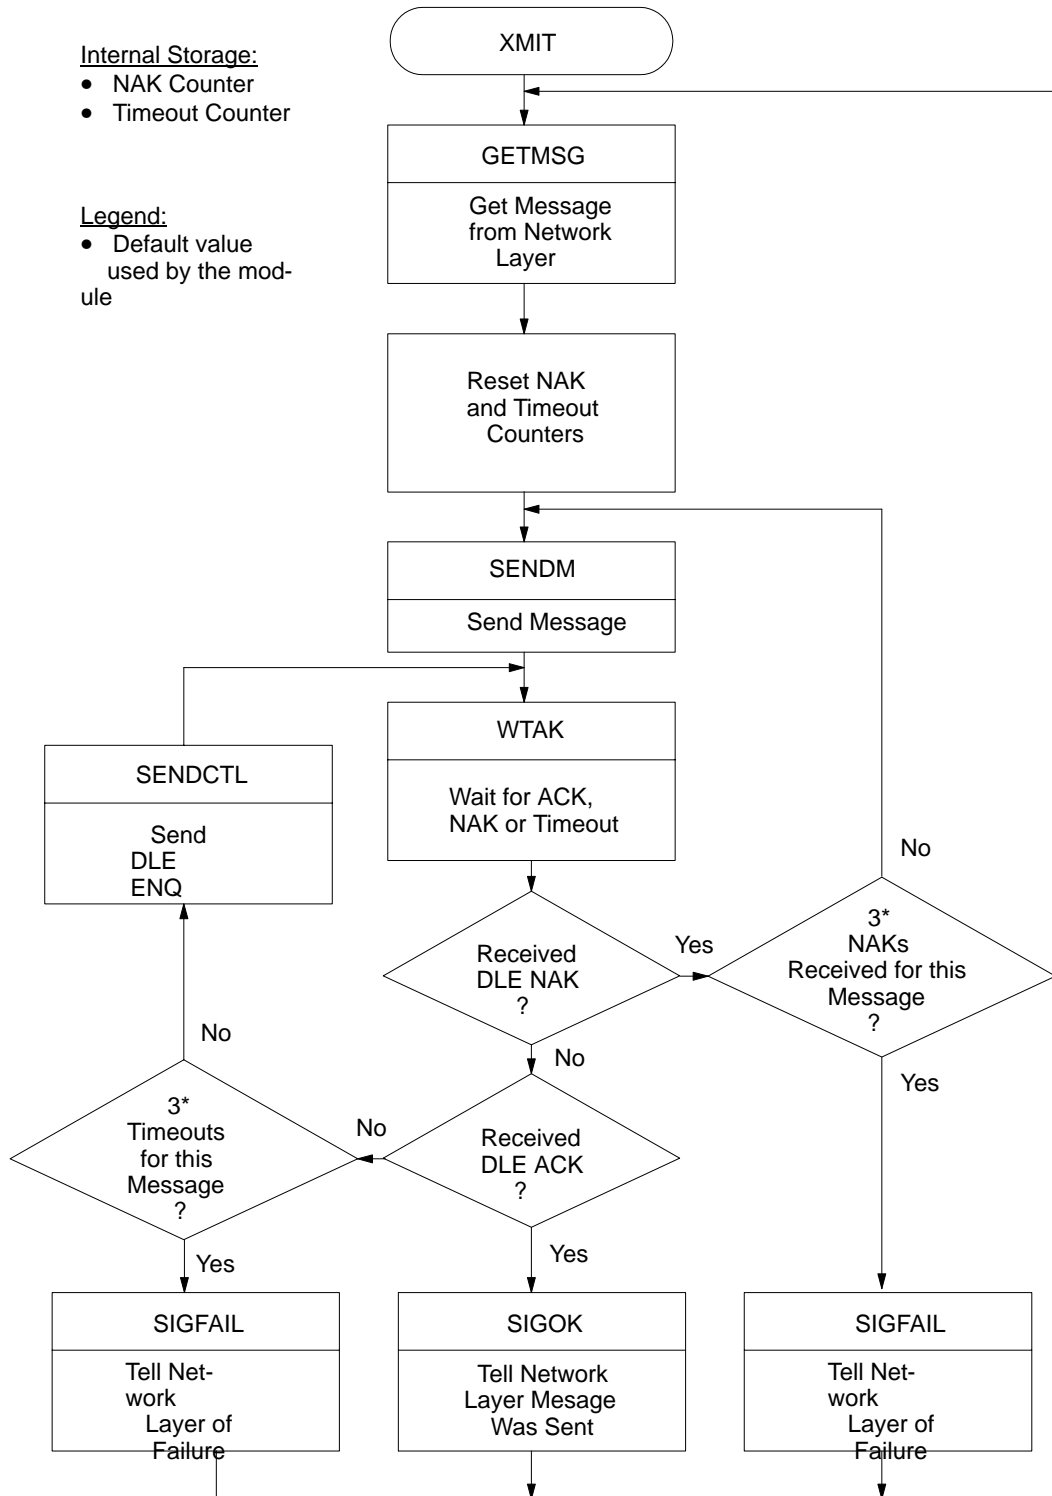 XMIT
Internal Storage:
• NAK Counter
• Timeout Counter
GETMSG
Get Message
from Network
Layer
Legend:
• Default value
used by the mod-
ule
Reset NAK
and Timeout
Counters
SENDM
Send Message
WTAK
Wait for ACK,
NAK or Timeout
SENDCTL
Send
DLE
ENQ
No
3*
NAKs
Received for this
Message
?
Yes
Received
DLE NAK
?
No
No
Yes
3*
Timeouts
for this
Message
?
No
Received
DLE ACK
?
Yes
Yes
SIGFAIL
Tell Net-
work
Layer of
Failure
SIGOK
Tell Network
Layer Mesage
Was Sent
SIGFAIL
Tell Net-
work
Layer of
Failure